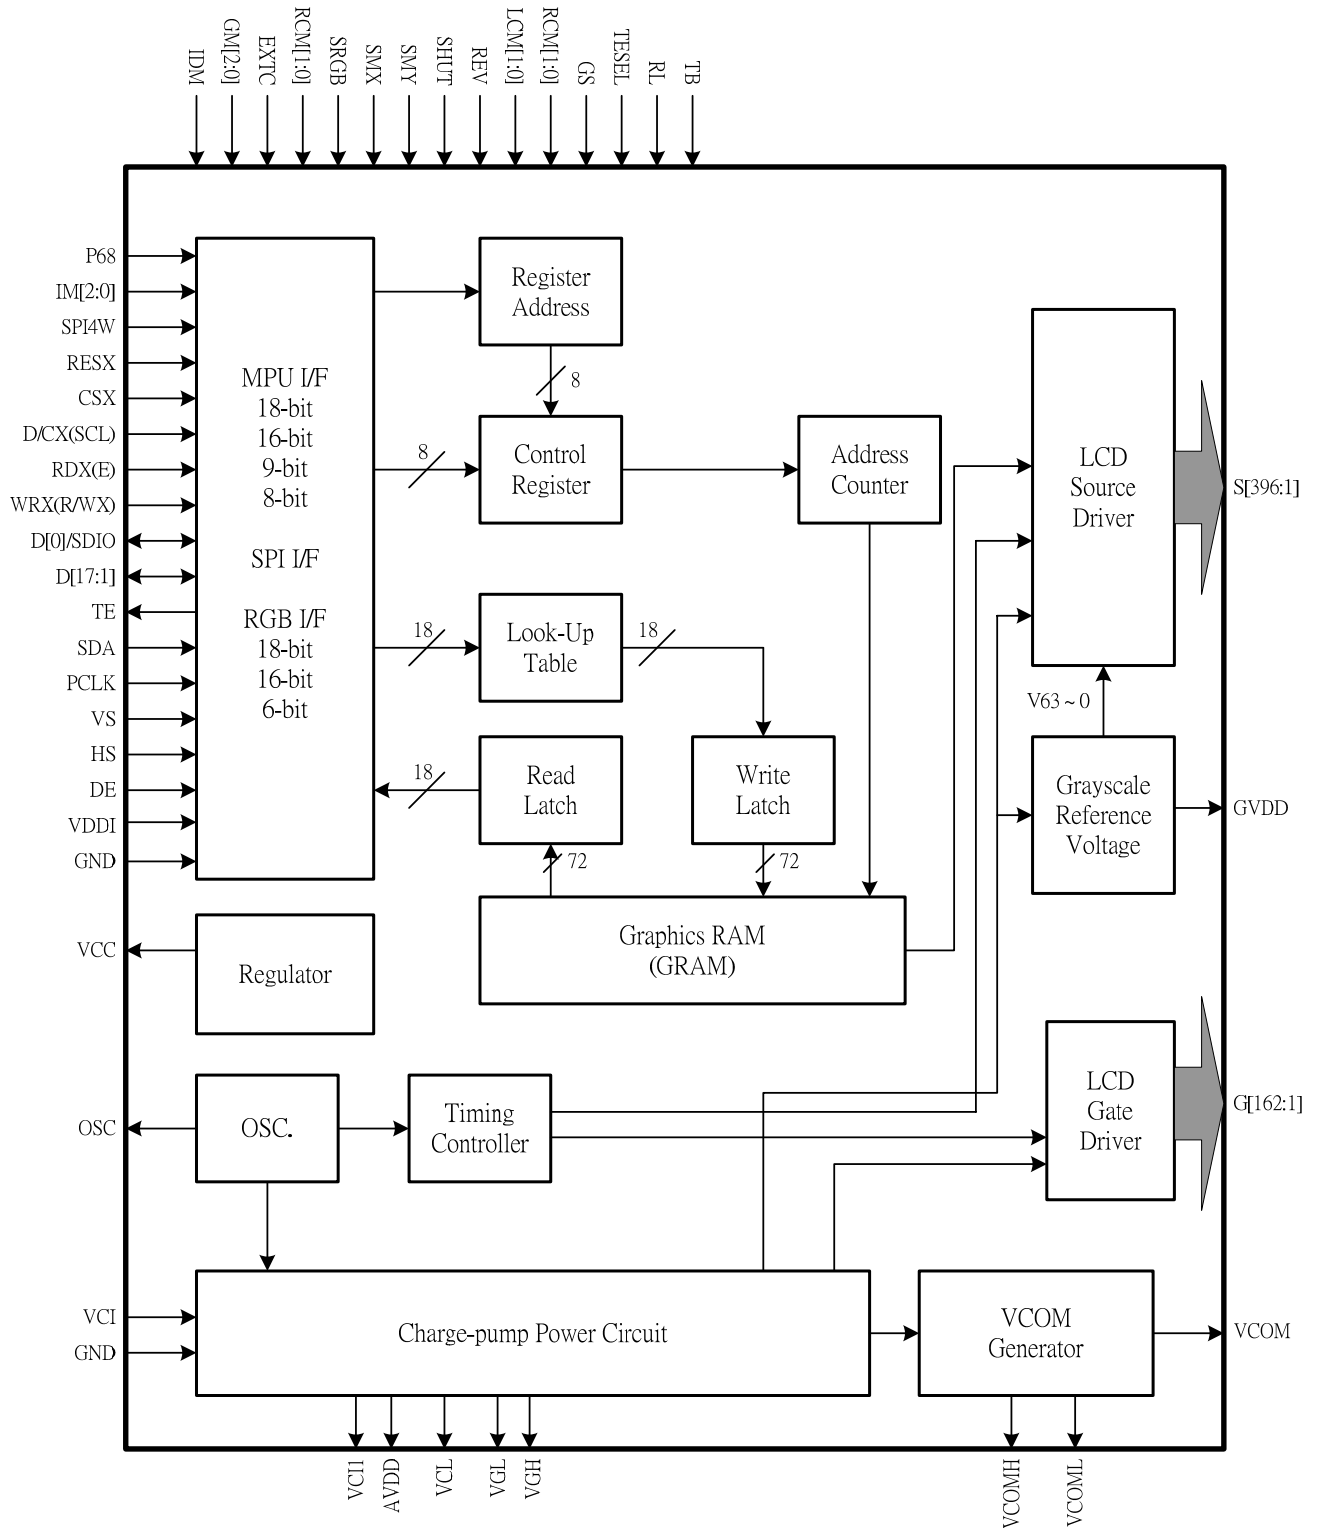 IDM
GM[2:0]
EXTC
RCM[1:0]
SRGB
SMX
SMY
SHUT
REV
LCM[1:0]
RCM[1:0]
GS
TESEL
RL
TB
P68
IM[2:0]
SPI4W
RESX
CSX
D/CX(SCL)
RDX(E)
WRX(R/WX)
D[0]/SDIO
D[17:1]
TE
SDA
PCLK
VS
HS
DE
VDDI
GND
VCC
OSC
VCI
GND
MPU I/F
18-bit
16-bit
9-bit
8-bit
SPI I/F
RGB I/F
18-bit
16-bit
6-bit
Register
Address
8
8
Control
Register
Address
Counter
18
Look-Up
Table
18
18
Read
Latch
Write
Latch
72
72
Graphics RAM
(GRAM)
LCD
Source
Driver
S[396:1]
V63~0
Grayscale
Reference
Voltage
GVDD
Regulator
OSC.
Timing
Controller
LCD
Gate
Driver
G[162:1]
Charge-pump Power Circuit
VCOM
Generator
VCOM
VCI1
AVDD
VCL
VGL
VGH
VCOMH
VCOML